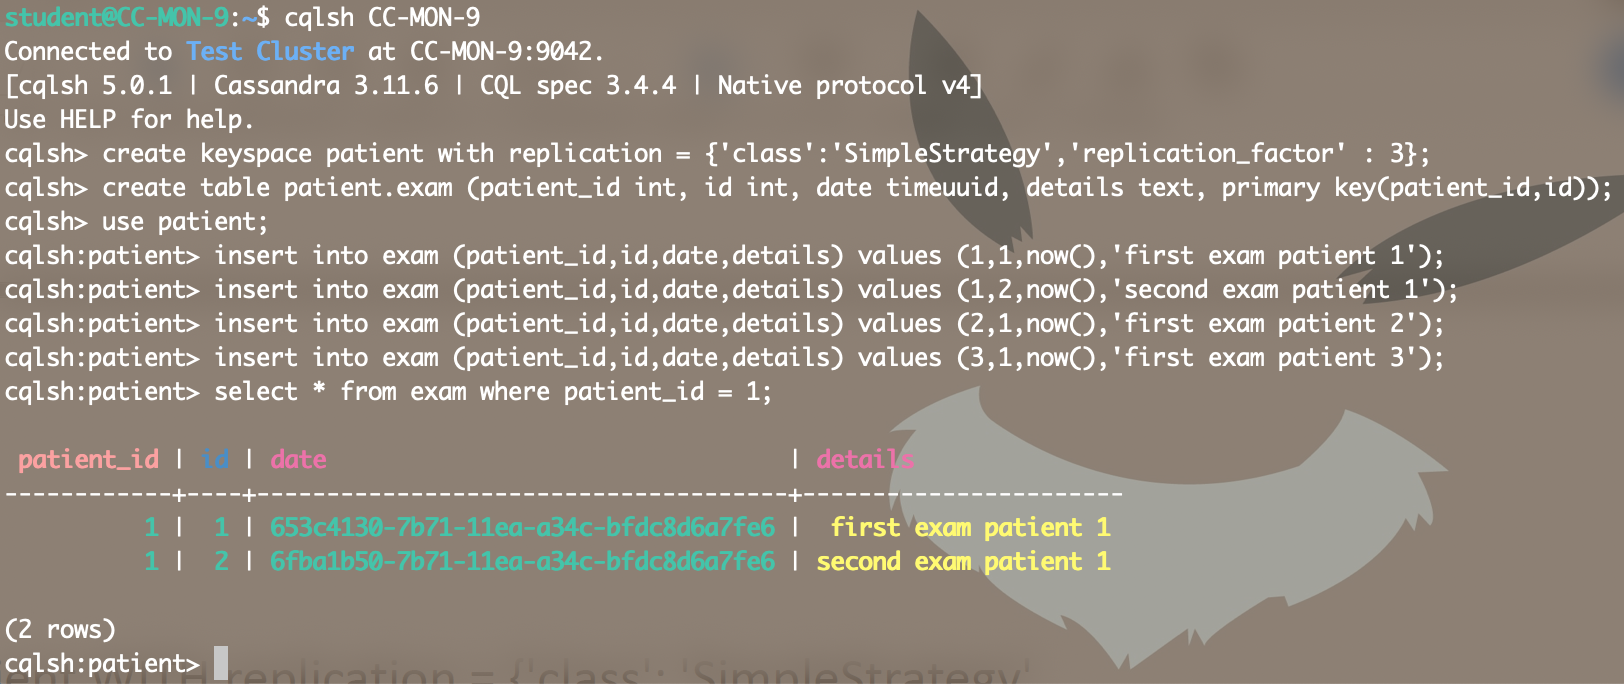 student@CC-MON-9:~$ cqlsh CC-MON-9
Connected to Test Cluster at CC-MON-9:9042.
[cqlsh 5.0.1 | Cassandra 3.11.6 | CQL spec 3.4.4 | Native protocol v4]
Use HELP for help.
cqlsh> create keyspace patient with replication = {'class':'SimpleStrategy','replication_factor' : 3};
cqlsh> create table patient.exam (patient_id int, id int, date timeuuid, details text, primary key(patient_id,id));
cqlsh> use patient;
cqlsh:patient> insert into exam (patient_id,id,date,details) values (1,1,now(),'first exam patient 1');
cqlsh:patient> insert into exam (patient_id,id,date,details) values (1,2,now(),'second exam patient 1');
cqlsh:patient> insert into exam (patient_id,id,date,details) values (2,1,now(),'first exam patient 2');
cqlsh:patient> insert into exam (patient_id,id,date,details) values (3,1,now(),'first exam patient 3');
cqlsh:patient> select * from exam where patient_id = 1;
 patient_id | id | date                                 | details
------------+----+--------------------------------------+-----------------------
          1 |  1 | 653c4130-7b71-11ea-a34c-bfdc8d6a7fe6 |  first exam patient 1
          1 |  2 | 6fba1b50-7b71-11ea-a34c-bfdc8d6a7fe6 | second exam patient 1
(2 rows)
cqlsh:patient>
replication = {'class': 'SimpleStrategy'